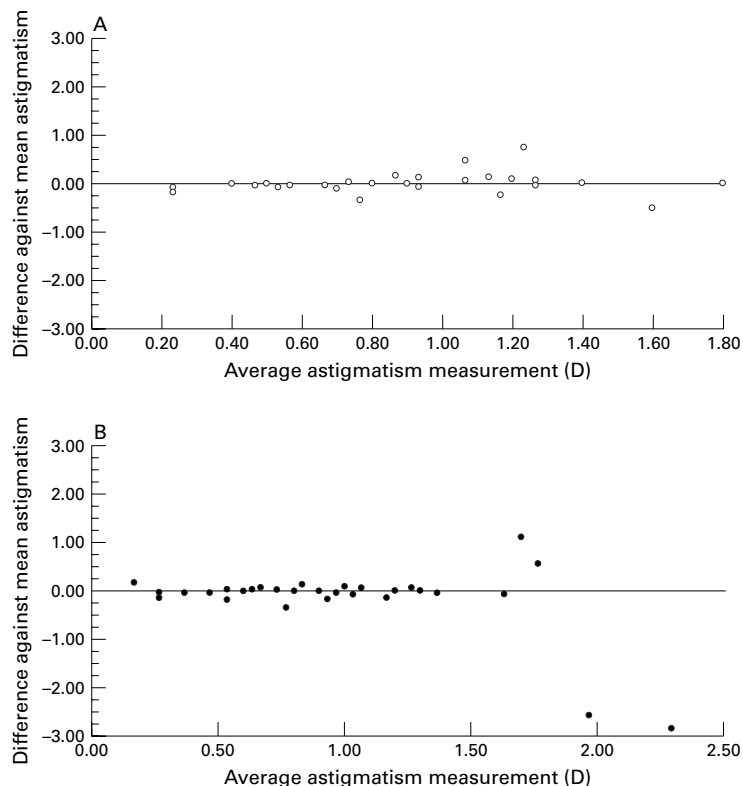 A
3.00
2.00
1.00
0.00
–1.00
–2.00
–3.00
Difference against mean astigmatism
0.00 0.20 0.40 0.60 0.80 1.00 1.20 1.40 1.60 1.80
Average astigmatism measurement (D)
B
3.00
2.00
1.00
0.00
–1.00
–2.00
–3.00
Difference against mean astigmatism
0.00 0.50 1.00 1.50 2.00 2.50
Average astigmatism measurement (D)